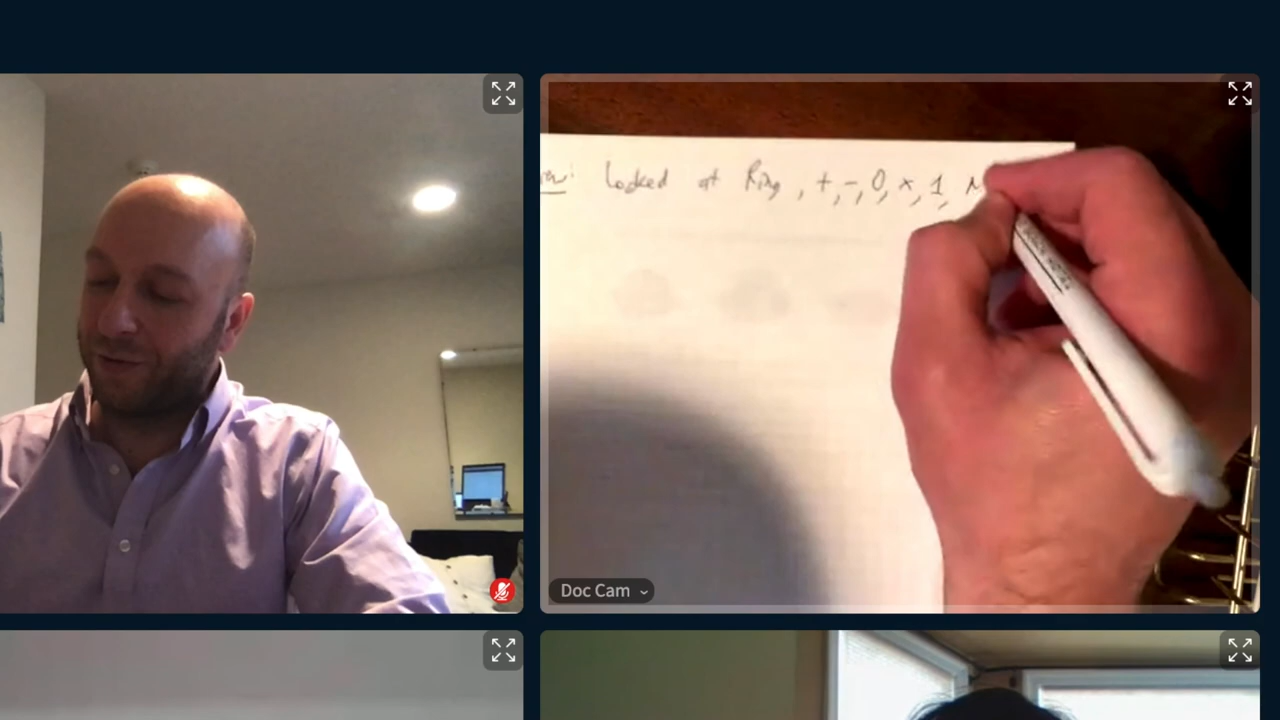 looked at Ring, +, -, 0, x, 1,
Doc Cam